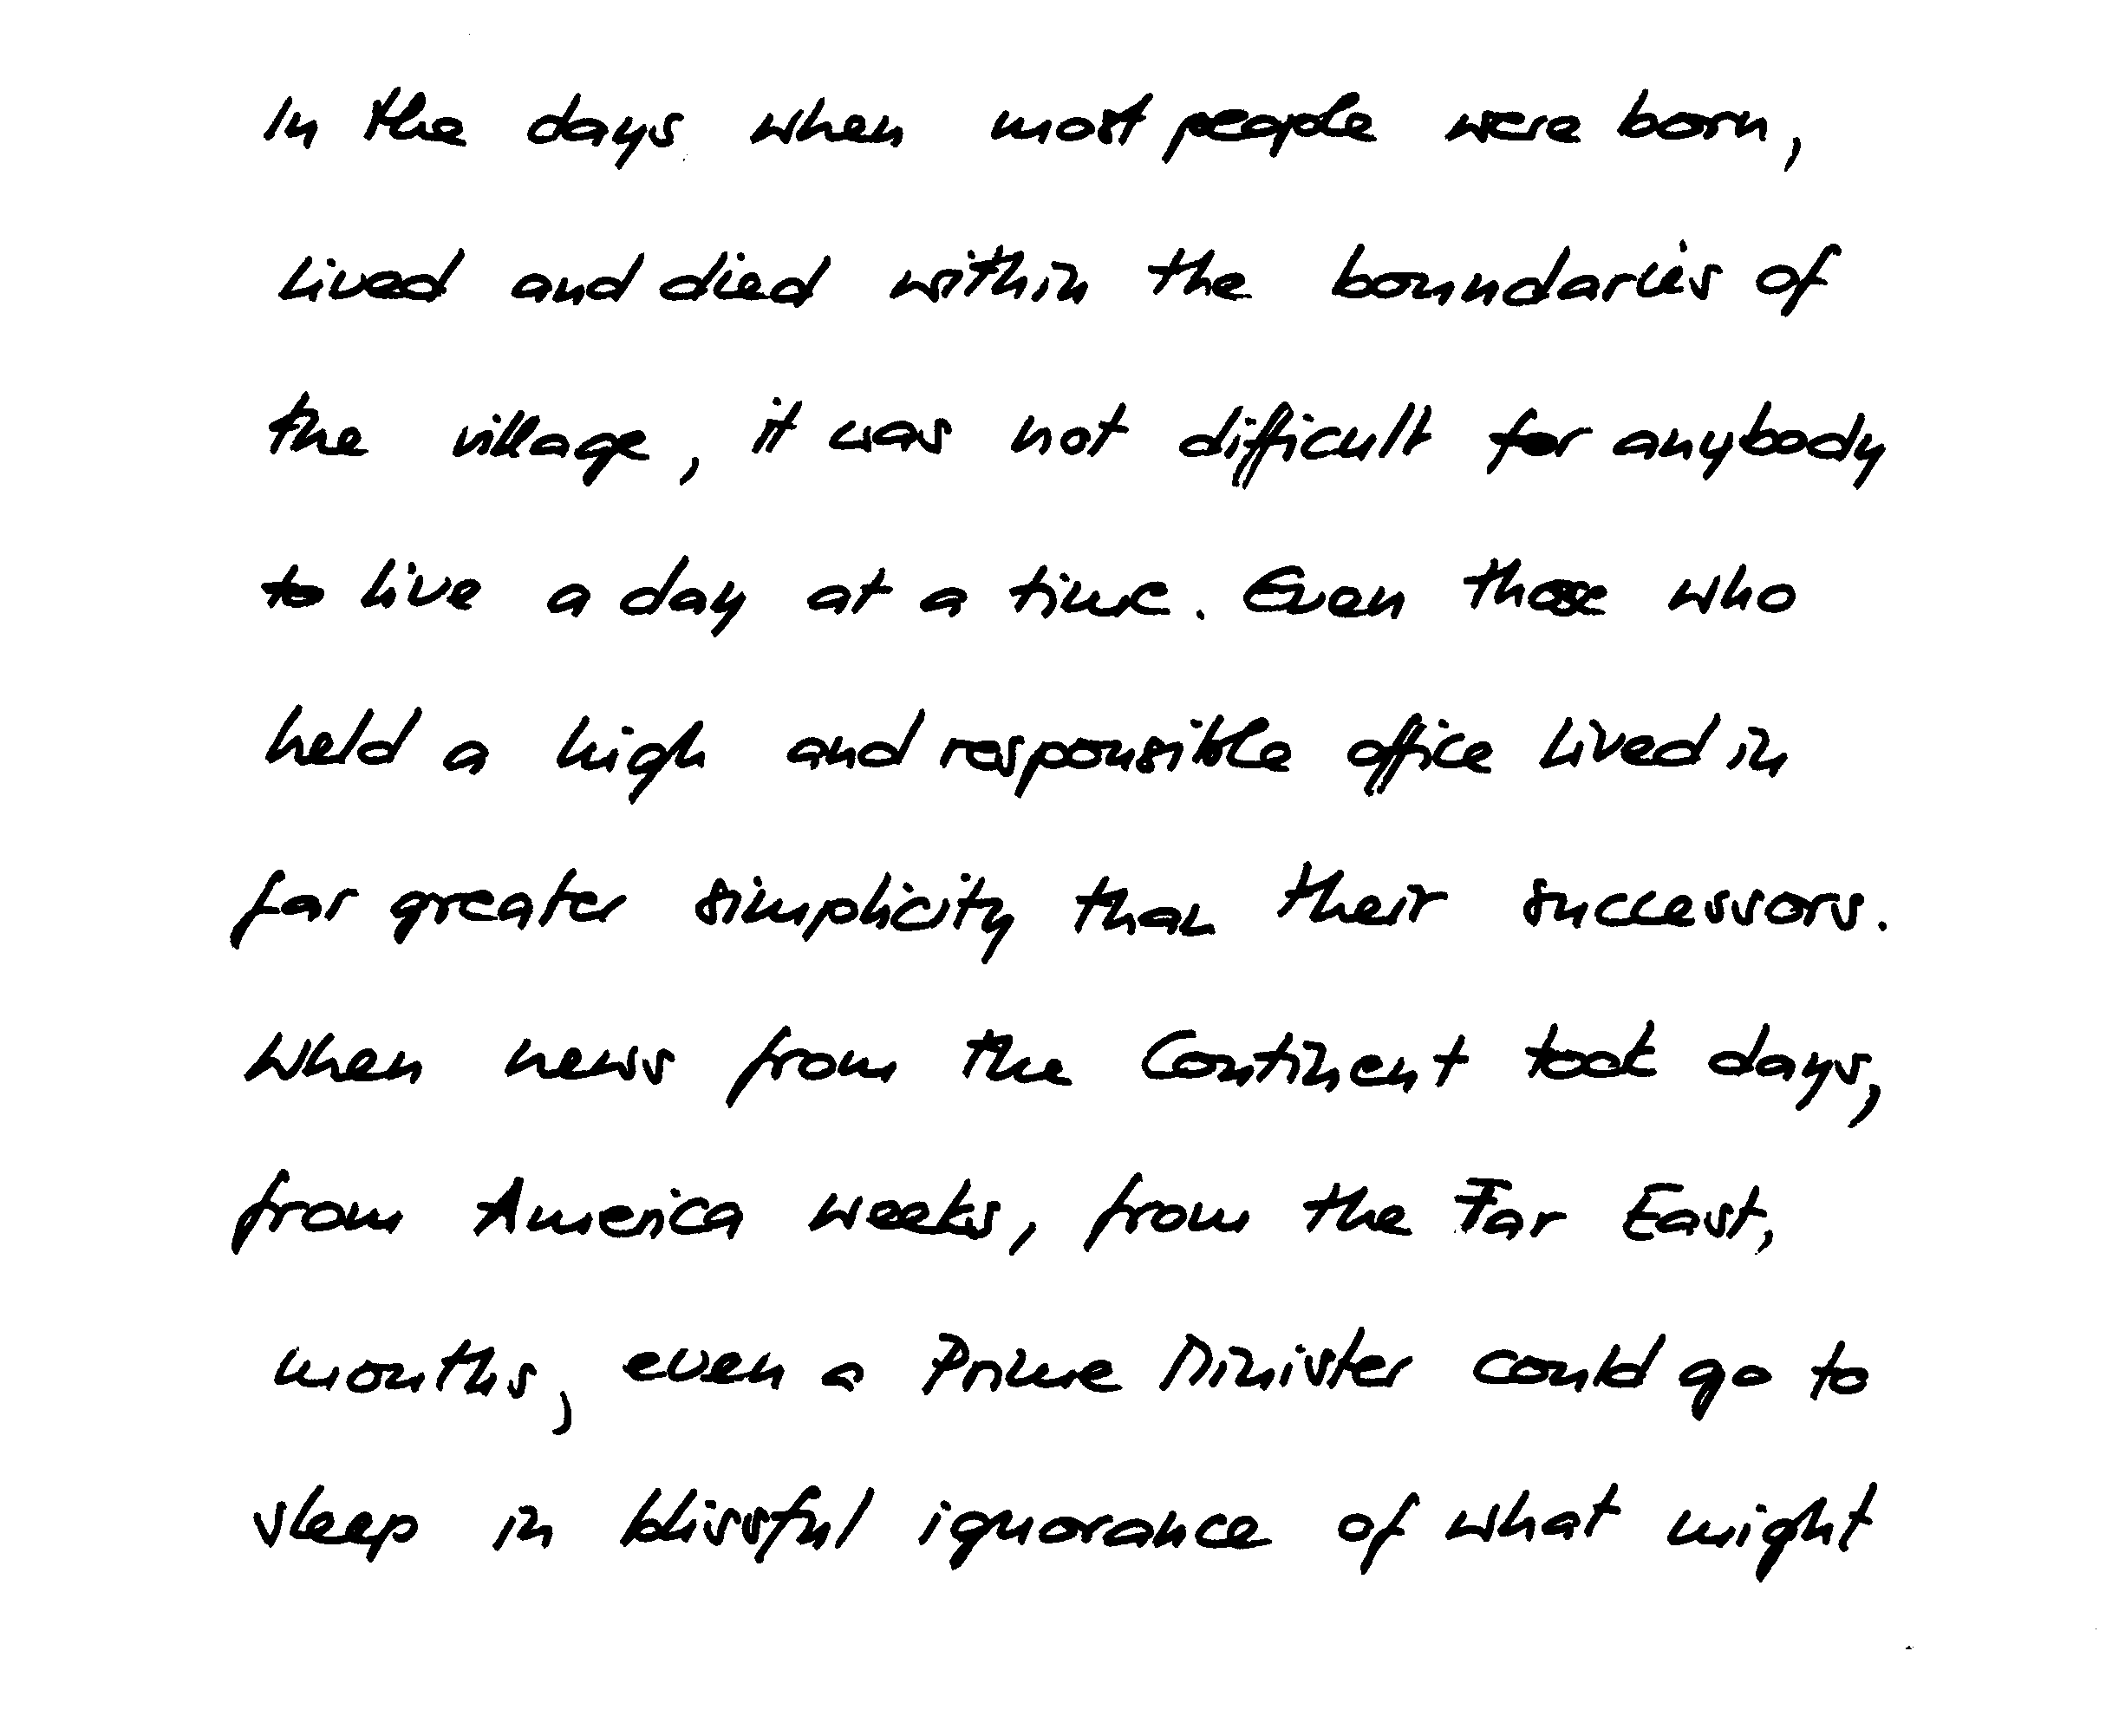 In the days when most people were born,
lived and died within the boundaries of
the village, it was not difficult for anybody
to live a day at a time. Even those who
held a high and responsible office lived in
far greater simplicity than their successors.
When news from the Continent took days,
from America weeks, from the Far East,
months, even a Prime Minister could go to
sleep in blissful ignorance of what might